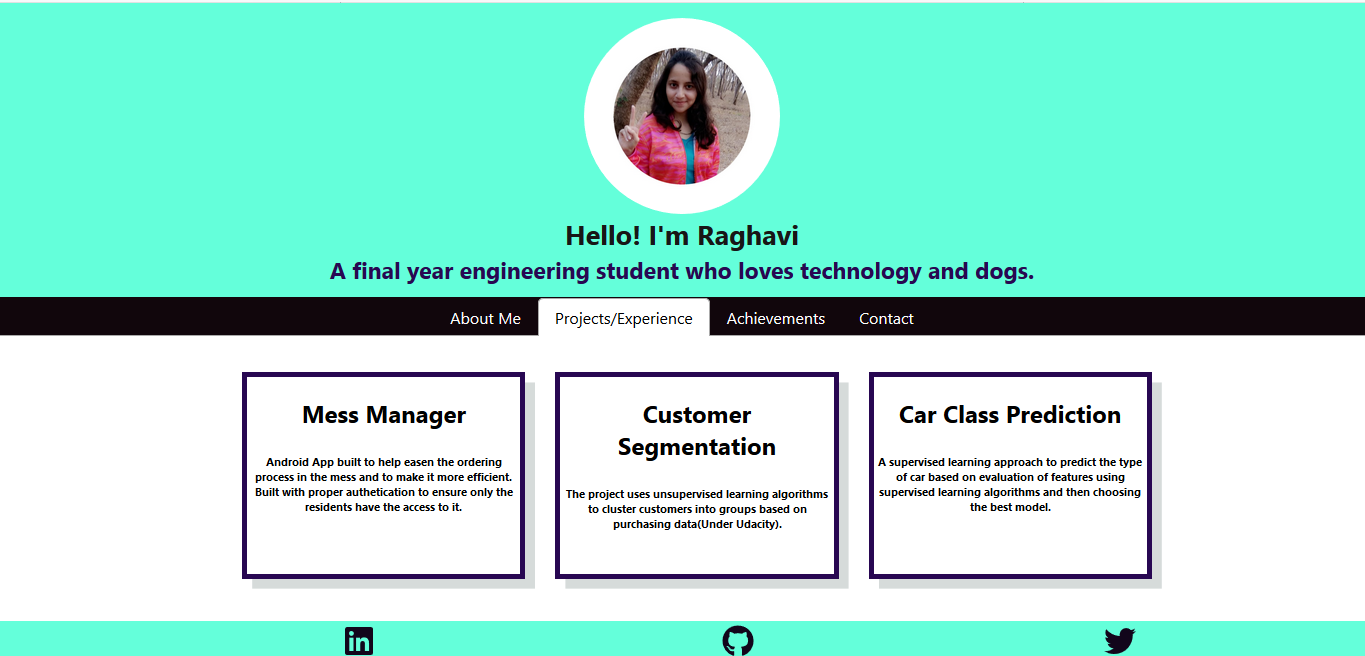 Hello! I'm Raghavi
A final year engineering student who loves technology and dogs.
About Me Projects/Experience Achievements Contact
Mess Manager
Android App built to help easen the ordering
process in the mess and to make it more efficient.
Built with proper authetication to ensure only the
residents have the access to it.
Customer
Segmentation
The project uses unsupervised learning algorithms
to cluster customers into groups based on
purchasing data(Under Udacity).
Car Class Prediction
A supervised learning approach to predict the type
of car based on evaluation of features using
supervised learning algorithms and then choosing
the best model.
in